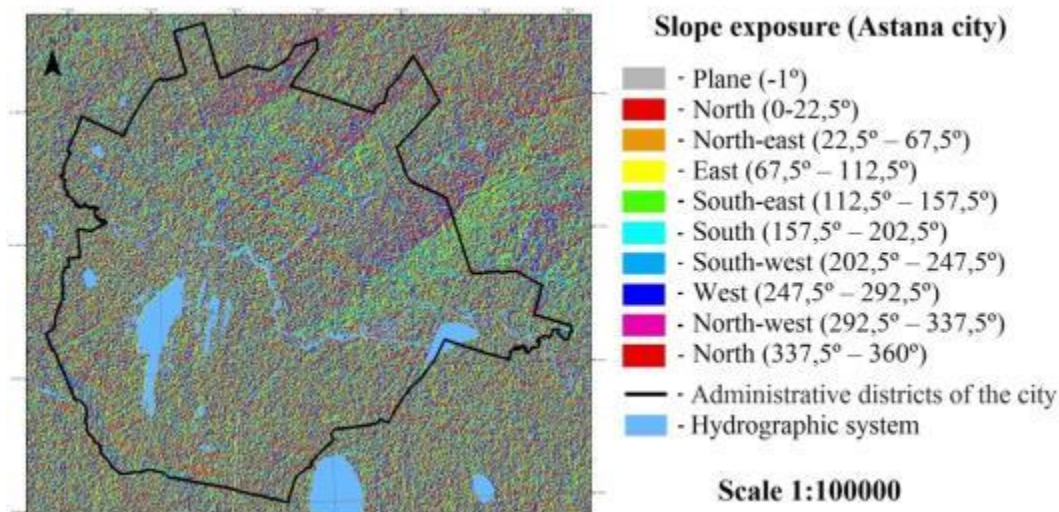 Slope exposure (Astana city)
- Plane (-1º)
- North (0-22,5º)
- North-east (22,5º – 67,5º)
- East (67,5º – 112,5º)
- South-east (112,5º – 157,5º)
- South (157,5º – 202,5º)
- South-west (202,5º – 247,5º)
- West (247,5º – 292,5º)
- North-west (292,5º – 337,5º)
- North (337,5º – 360º)
- Administrative districts of the city
- Hydrographic system
Scale 1:100000